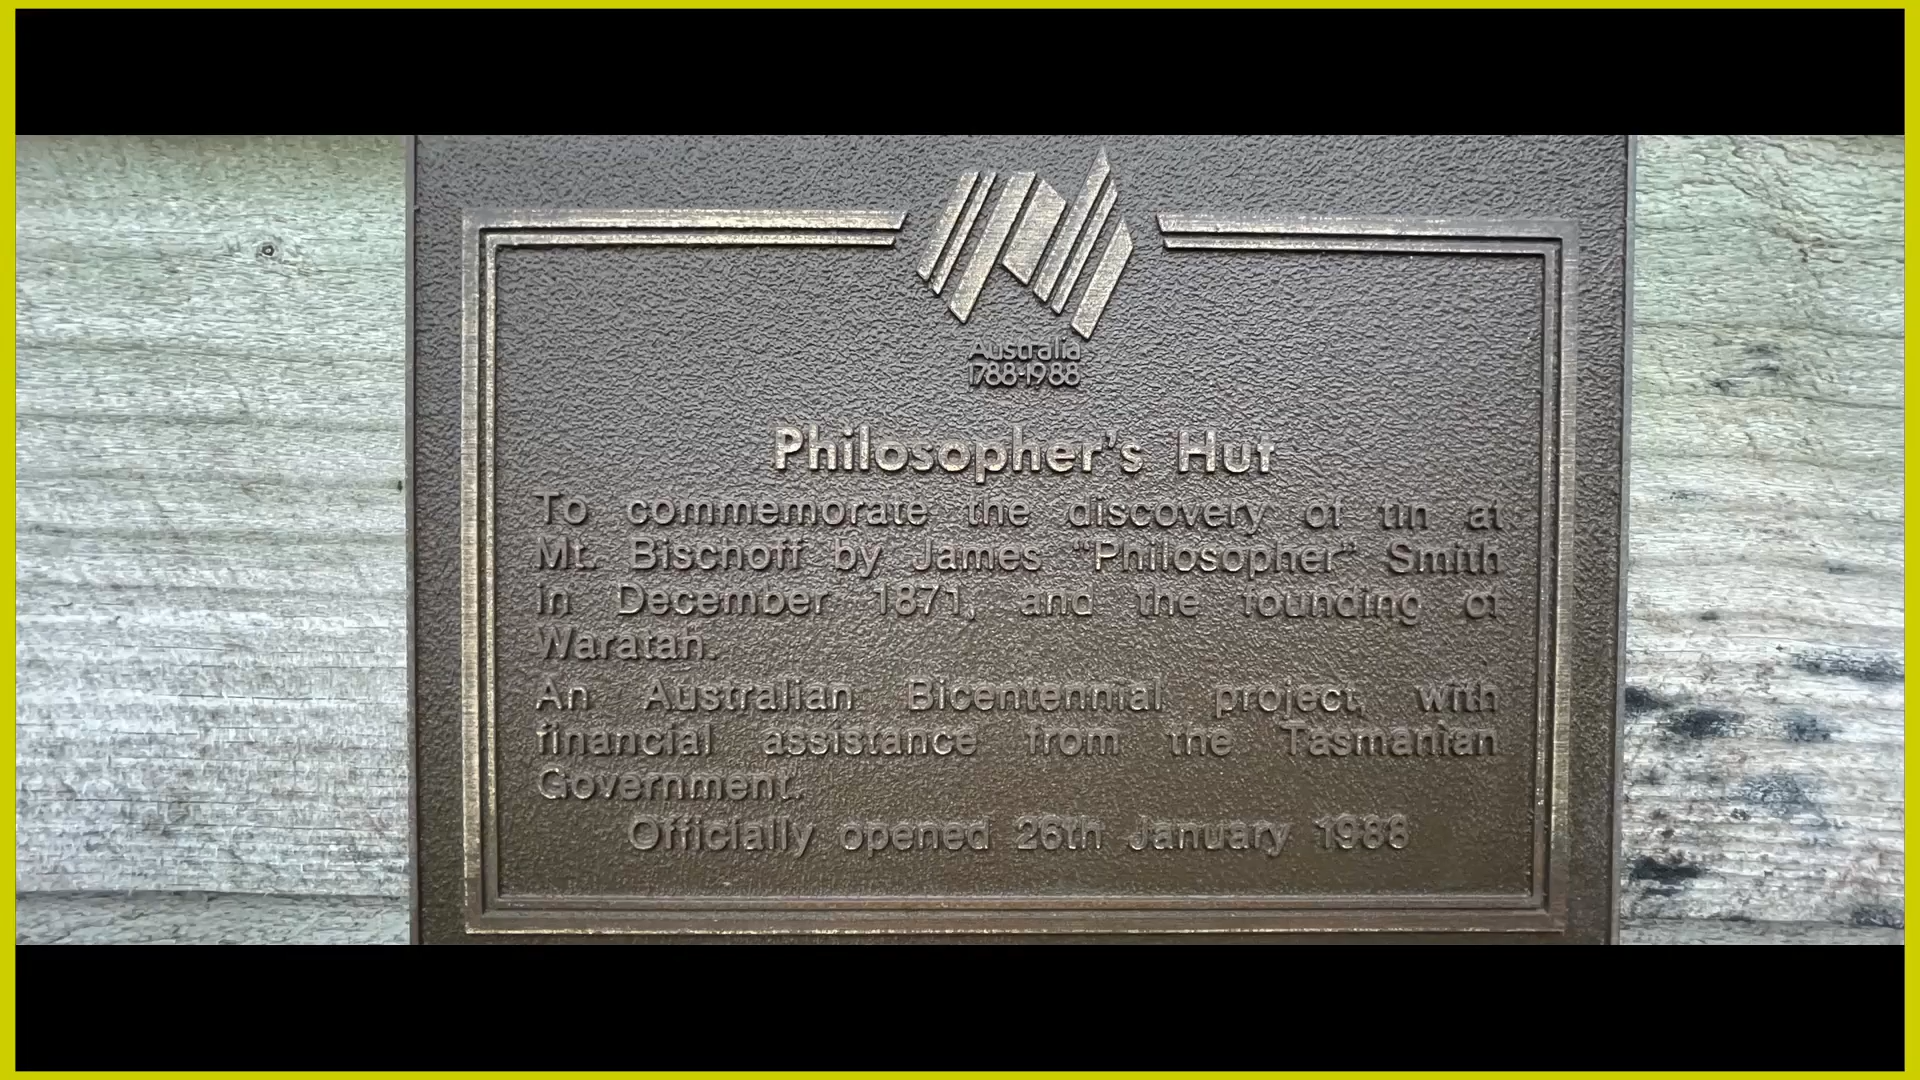 Australia
1788-1988
Philosopher's Hut
To commemorate the discovery of tin at
Mt. Bischoff by James "Philosopher" Smith
in December 1871, and the founding of
Waratah.
An Australian Bicentennial project, with
financial assistance from the Tasmanian
Government.
Officially opened 26th January 1988